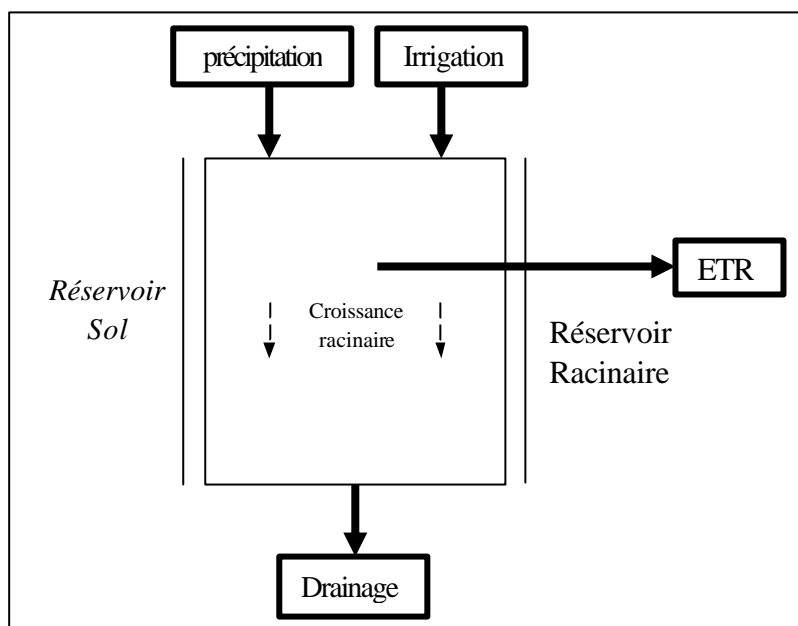 précipitation
Irrigation
ETR
Réservoir
Sol
Croissance
racinaire
Réservoir
Racinaire
Drainage